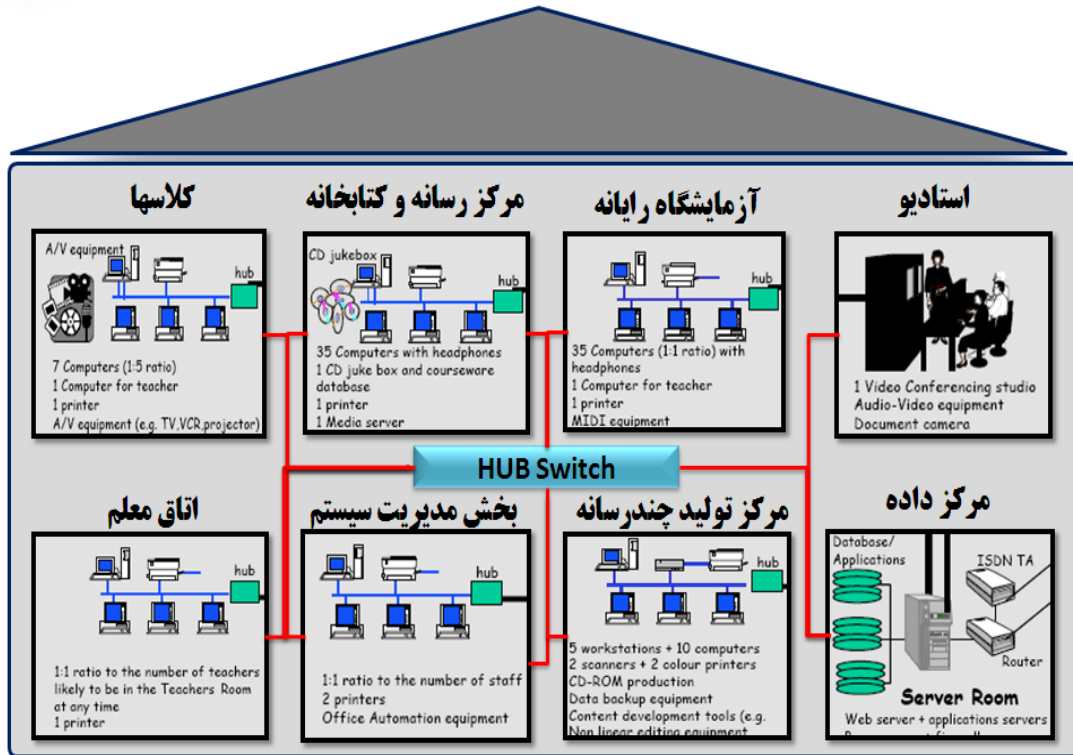 کلاسها
A/V equipment
hub
7 Computers (1:5 ratio)
1 Computer for teacher
1 printer
A/V equipment (e.g. TV,VCR,projector)
مرکز رسانه و کتابخانه
CD jukebox
hub
35 Computers with headphones
1 CD juke box and courseware
database
1 printer
1 Media server
آزمایشگاه رایانه
hub
35 Computers (1:1 ratio) with
headphones
1 Computer for teacher
1 printer
MIDI equipment
استادیو
1 Video Conferencing studio
Audio-Video equipment
Document camera
HUB Switch
اتاق معلم
hub
1:1 ratio to the number of teachers
likely to be in the Teachers Room
at any time
1 printer
بخش مدیریت سیستم
hub
1:1 ratio to the number of staff
2 printers
Office Automation equipment
مرکز تولید چندرسانه
hub
5 workstations + 10 computers
2 scanners + 2 colour printers
CD-ROM production
Data backup equipment
Content development tools (e.g.
Non linear editing equipment
مرکز داده
Database/
Applications
ISDN TA
Router
Server Room
Web server + applications servers